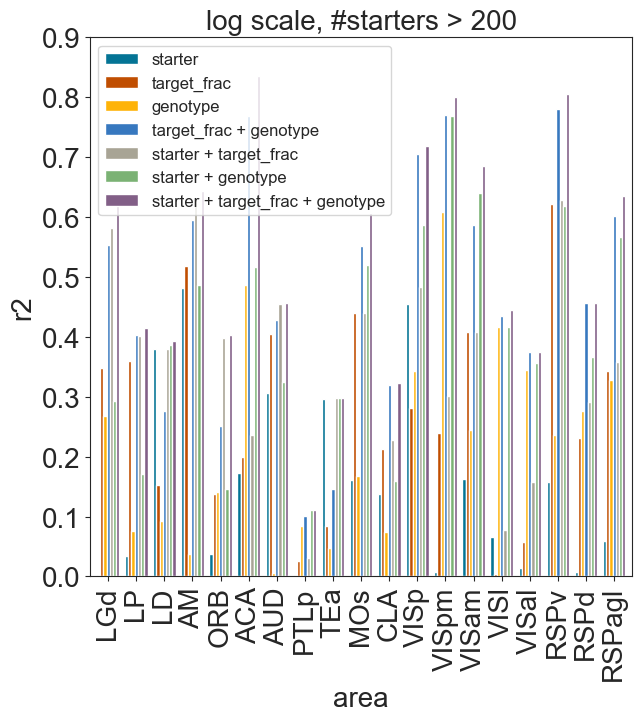 log scale, #starters > 200
0.9
0.8
0.7
0.6
0.5
0.4
0.3
0.2
0.1
0.0
r2
starter
target_frac
genotype
target_frac + genotype
starter + target_frac
starter + genotype
starter + target_frac + genotype
LGd
LP
LD
AM
ORB
ACA
AUD
PTLp
TEa
MOs
CLA
VISp
VISpm
VISam
VISl
VISal
RSPv
RSPd
RSPagl
area